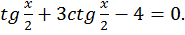 tg x/2 + 3ctg x/2 − 4 = 0.